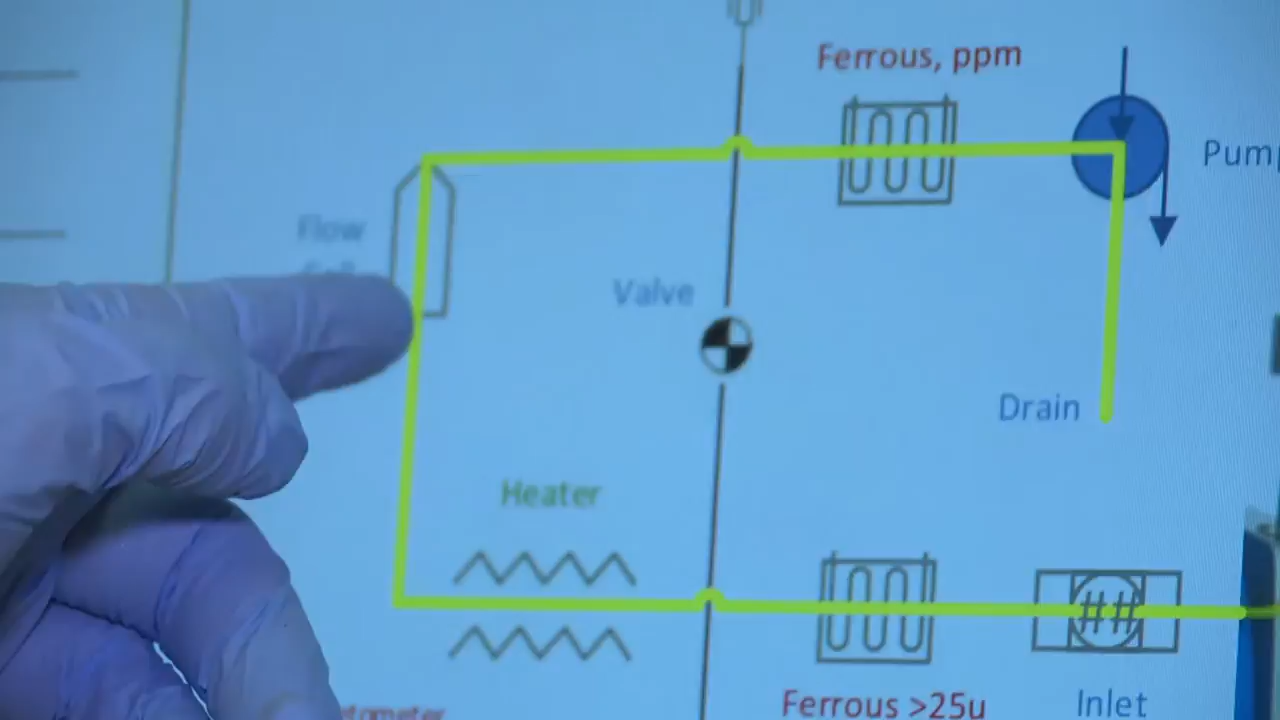 Ferrous, ppm
Pump
Flow
Valve
Drain
Heater
##
Ferrous >25u
Inlet